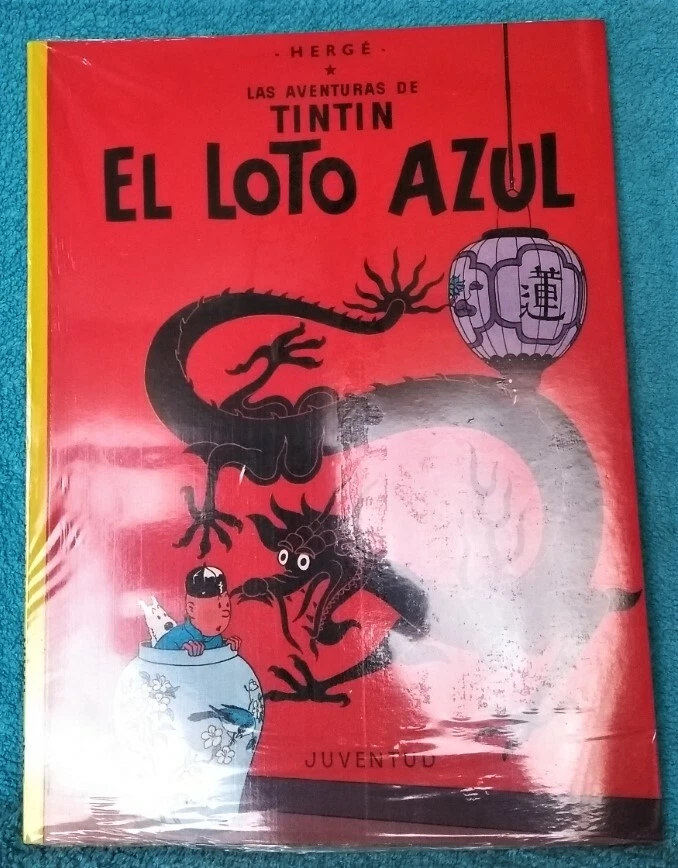 - HERGÉ -
LAS AVENTURAS DE
TINTIN
EL LOTO AZUL
蓮
JUVENTUD